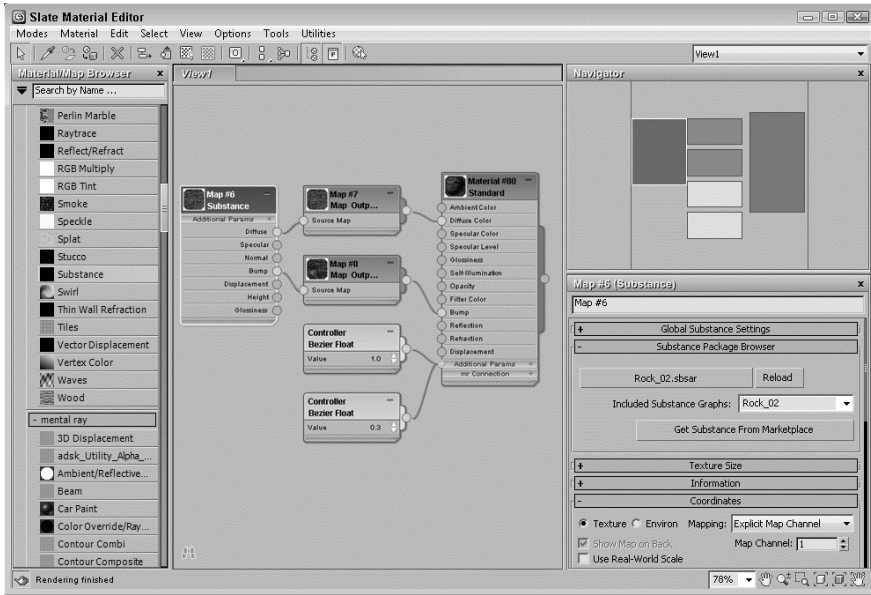 Slate Material Editor
Modes Material Edit Select View Options Tools Utilities
View1
Material/Map Browser x
Search by Name ...
Perlin Marble
Raytrace
Reflect/Refract
RGB Multiply
RGB Tint
Smoke
Speckle
Splat
Stucco
Substance
Swirl
Thin Wall Refraction
Tiles
Vector Displacement
Vertex Color
Waves
Wood
- mental ray
3D Displacement
adsk_Utility_Alpha_...
Ambient/Reflective...
Beam
Car Paint
Color Override/Ray...
Contour Combi
Contour Composite
View1
Map #6
Substance
Additional Params +
Diffuse
Specular
Normal
Bump
Displacement
Height
Glossiness
Map #7
Map Outp...
Source Map
Map #8
Map Outp...
Source Map
Controller
Bezier Float
Value 1.0
Controller
Bezier Float
Value 0.3
Material #80
Standard
Ambient Color
Diffuse Color
Specular Color
Specular Level
Glossiness
Self-Illumination
Opacity
Filter Color
Bump
Reflection
Refraction
Displacement
Additional Params +
mr Connection +
Navigator x
Map #6 (Substance) x
Map #6
+ Global Substance Settings
- Substance Package Browser
Rock_02.sbsar Reload
Included Substance Graphs: Rock_02
Get Substance From Marketplace
+ Texture Size
+ Information
- Coordinates
Texture Environ Mapping: Explicit Map Channel
Show Map on Back Map Channel: 1
Use Real-World Scale
Rendering finished
78%